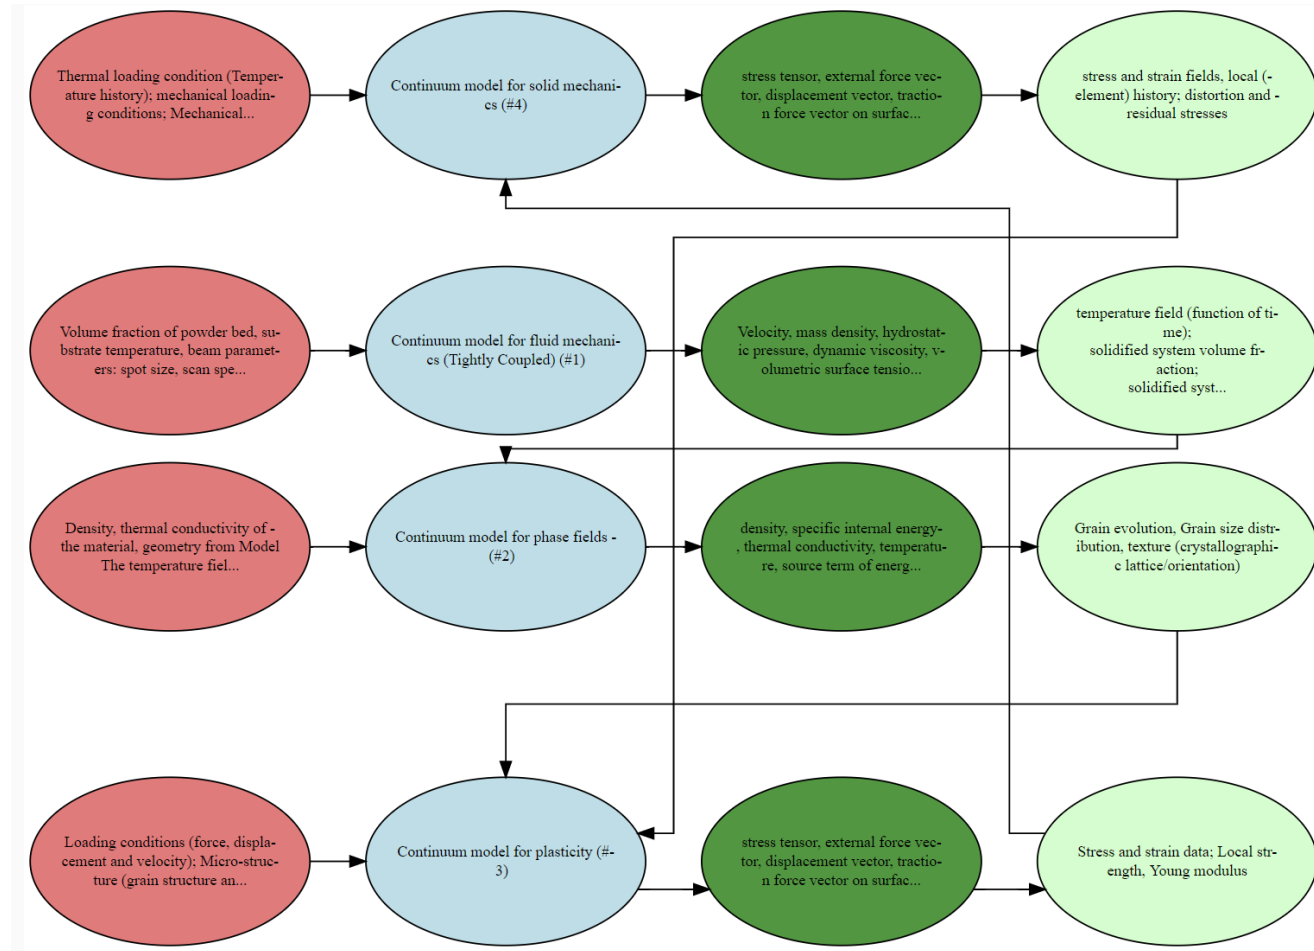 Thermal loading condition (Temper-
ature history); mechanical loadin-
g conditions; Mechanical...
Continuum model for solid mechani-
cs (#4)
stress tensor, external force vec-
tor, displacement vector, tractio-
n force vector on surfac...
stress and strain fields, local (-
element) history; distortion and -
residual stresses
Volume fraction of powder bed, su-
bstrate temperature, beam paramet-
ers: spot size, scan spe...
Continuum model for fluid mechani-
cs (Tightly Coupled) (#1)
Velocity, mass density, hydrostat-
ic pressure, dynamic viscosity, v-
olumetric surface tensio...
temperature field (function of ti-
me);
solidified system volume fr-
action;
solidified syst...
Density, thermal conductivity of -
the material, geometry from Model
The temperature fiel...
Continuum model for phase fields -
(#2)
density, specific internal energy-
, thermal conductivity, temperatu-
re, source term of energ...
Grain evolution, Grain size distr-
ibution, texture (crystallographi-
c lattice/orientation)
Loading conditions (force, displa-
cement and velocity); Micro-struc-
ture (grain structure an...
Continuum model for plasticity (#-
3)
stress tensor, external force vec-
tor, displacement vector, tractio-
n force vector on surfac...
Stress and strain data; Local str-
ength, Young modulus